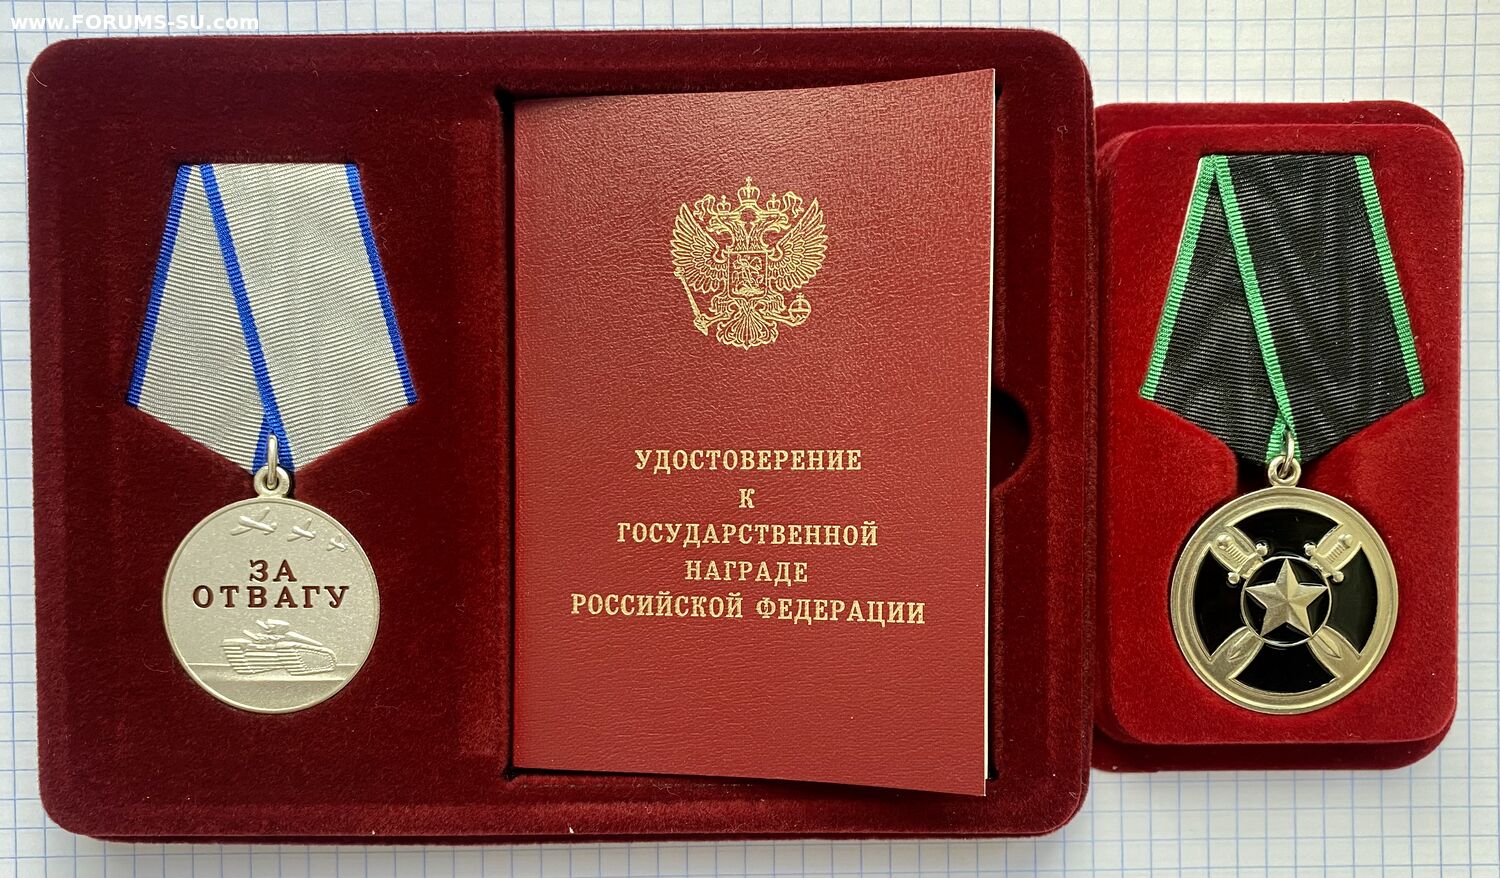 www.FORUMS-SU.com
ЗА
ОТВАГУ
УДОСТОВЕРЕНИЕ
К
ГОСУДАРСТВЕННОЙ
НАГРАДЕ
РОССИЙСКОЙ ФЕДЕРАЦИИ